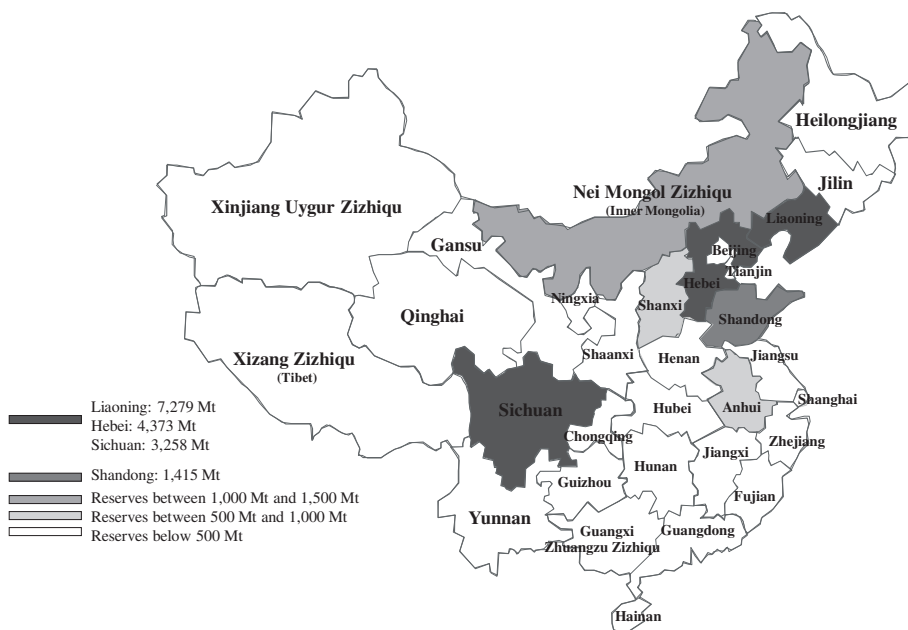 Heilongjiang
Jilin
Nei Mongol Zizhiqu
(Inner Mongolia)
Liaoning
Xinjiang Uygur Zizhiqu
Gansu
Beijing
Tianjin
Hebei
Ningxia
Shanxi
Shandong
Qinghai
Xizang Zizhiqu
(Tibet)
Shaanxi
Henan
Jiangsu
Sichuan
Hubei
Anhui
Shanghai
Chongqing
Zhejiang
Hunan
Jiangxi
Guizhou
Fujian
Yunnan
Guangxi
Zhuangzu Zizhiqu
Guangdong
Hainan
Liaoning: 7,279 Mt
Hebei: 4,373 Mt
Sichuan: 3,258 Mt
Shandong: 1,415 Mt
Reserves between 1,000 Mt and 1,500 Mt
Reserves between 500 Mt and 1,000 Mt
Reserves below 500 Mt